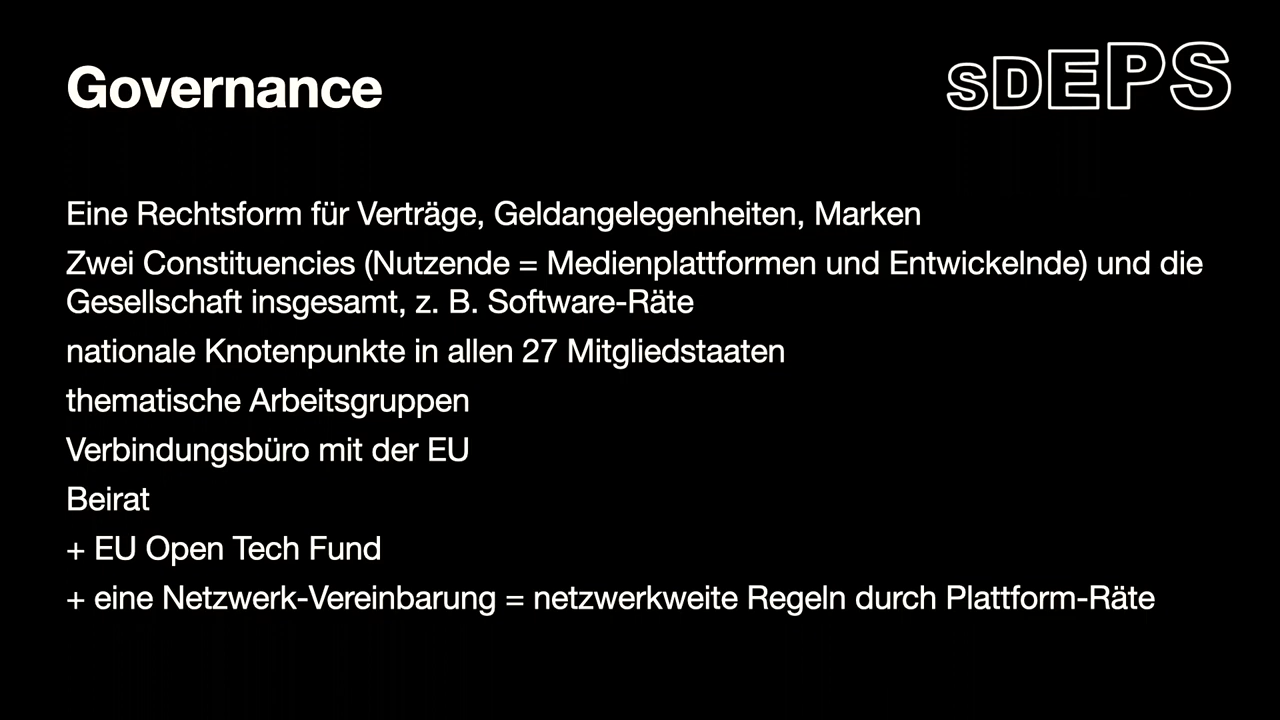 Governance
sDEPS
Eine Rechtsform für Verträge, Geldangelegenheiten, Marken
Zwei Constituencies (Nutzende = Medienplattformen und Entwickelnde) und die
Gesellschaft insgesamt, z. B. Software-Räte
nationale Knotenpunkte in allen 27 Mitgliedstaaten
thematische Arbeitsgruppen
Verbindungsbüro mit der EU
Beirat
+ EU Open Tech Fund
+ eine Netzwerk-Vereinbarung = netzwerkweite Regeln durch Plattform-Räte